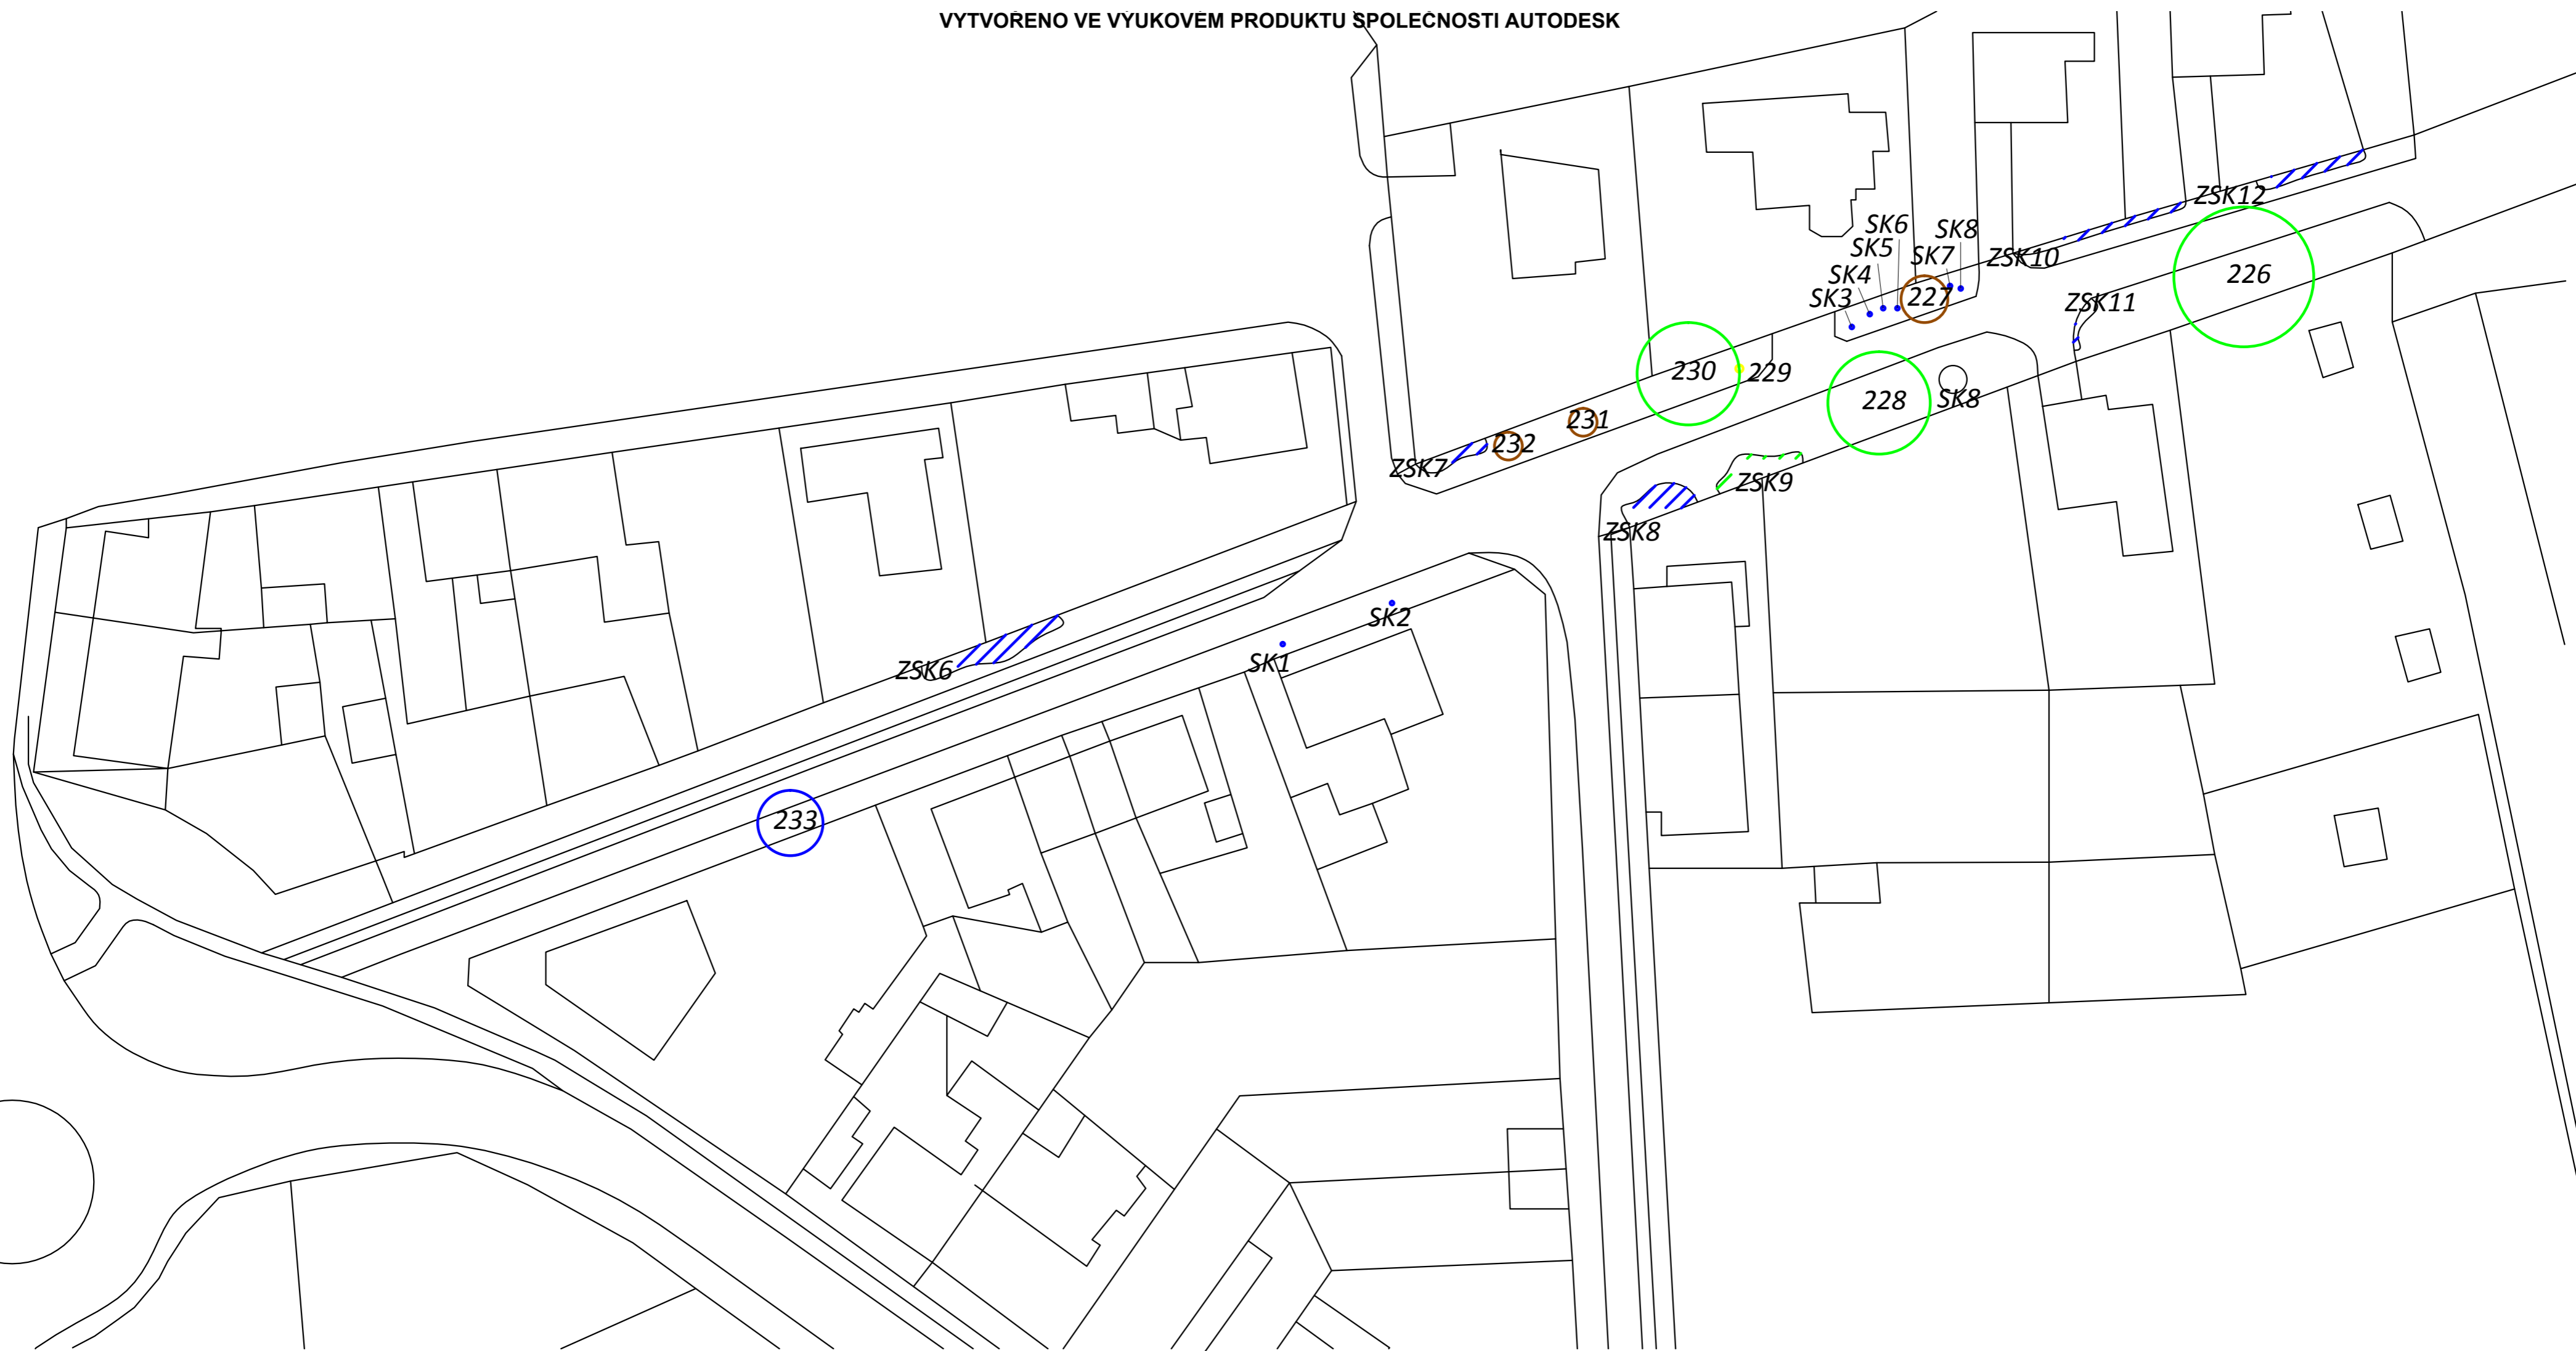 VYTVOŘENO VE VÝUKOVÉM PRODUKTU SPOLEČNOSTI AUTODESK
ZSK12
SK6
SK8
SK5
SK7
ZSK10
SK4
226
SK3
227
ZSK11
230
229
228
SK8
231
232
ZSK7
ZSK9
ZSK8
SK2
SK1
ZSK6
233